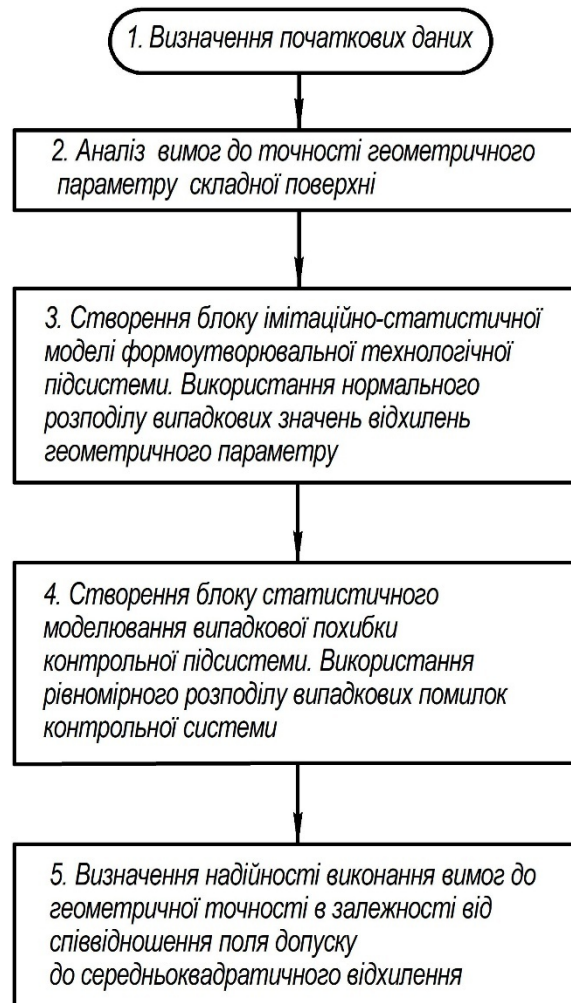 1. Визначення початкових даних
2. Аналіз вимог до точності геометричного
параметру складної поверхні
3. Створення блоку імітаційно-статистичної
моделі формоутворювальної технологічної
підсистеми. Використання нормального
розподілу випадкових значень відхилень
геометричного параметру
4. Створення блоку статистичного
моделювання випадкової похибки
контрольної підсистеми. Використання
рівномірного розподілу випадкових помилок
контрольної системи
5. Визначення надійності виконання вимог до
геометричної точності в залежності від
співвідношення поля допуску
до середньоквадратичного відхилення